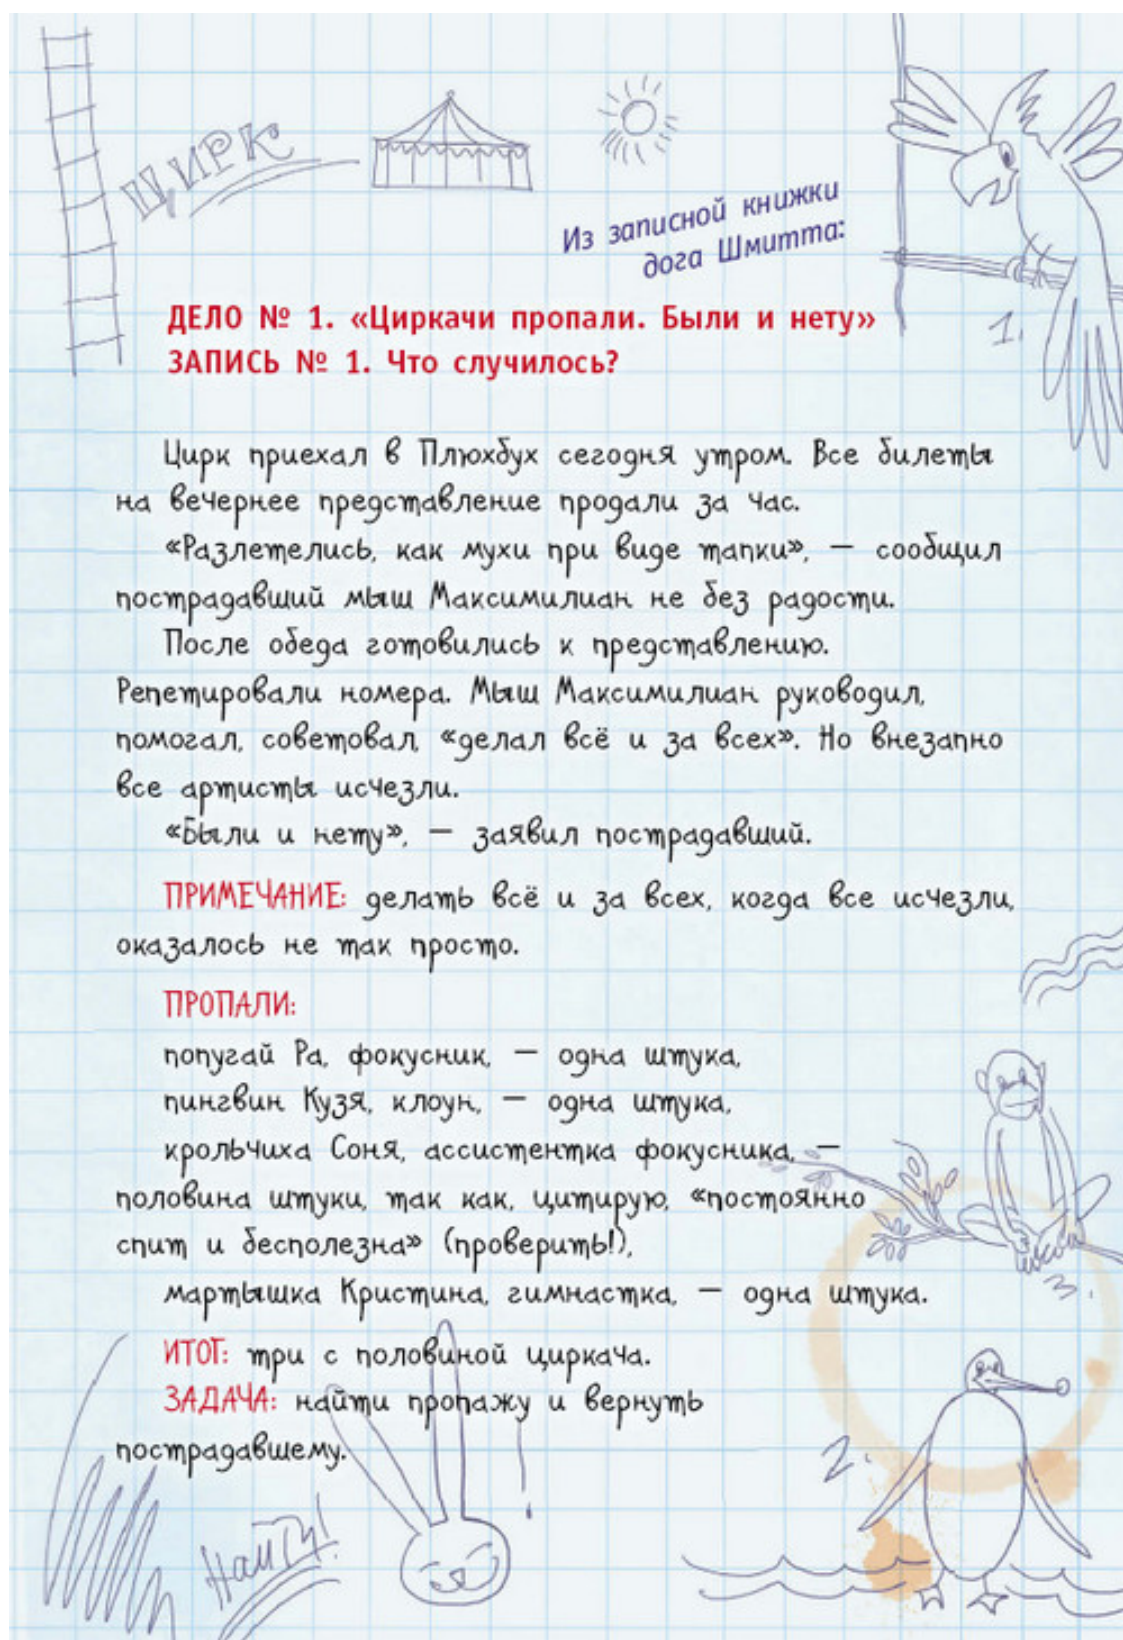 ЦИРК
Из записной книжки
дога Шмитта:
ДЕЛО № 1. «Циркачи пропали. Были и нету»
1.
ЗАПИСЬ № 1. Что случилось?
Цирк приехал в Плюхбух сегодня утром. Все билеты
на вечернее представление продали за час.
«Разлетелись, как мухи при виде тапки», — сообщил
пострадавший мыш Максимилиан не без радости.
После обеда готовились к представлению.
Репетировали номера. Мыш Максимилиан руководил,
помогал, советовал, «делал всё и за всех». Но внезапно
все артисты исчезли.
«Были и нету», — заявил пострадавший.
ПРИМЕЧАНИЕ: делать всё и за всех, когда все исчезли,
оказалось не так просто.
ПРОПАЛИ:
попугай Ра, фокусник, — одна штука,
пингвин Кузя, клоун, — одна штука,
крольчиха Соня, ассистентка фокусника, —
половина штуки, так как, цитирую, «постоянно
спит и бесполезна» (проверить!),
мартышка Кристина, гимнастка, — одна штука.
3.
ИТОГ: три с половиной циркача.
ЗАДАЧА: найти пропажу и вернуть
пострадавшему.
2.
НАЙТИ!